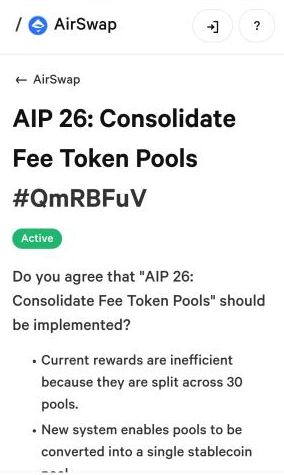 / AirSwap ?
← AirSwap
AIP 26: Consolidate
Fee Token Pools
#QmRBFuV
Active
Do you agree that "AIP 26:
Consolidate Fee Token Pools" should
be implemented?
• Current rewards are inefficient
because they are split across 30
pools.
• New system enables pools to be
converted into a single stablecoin